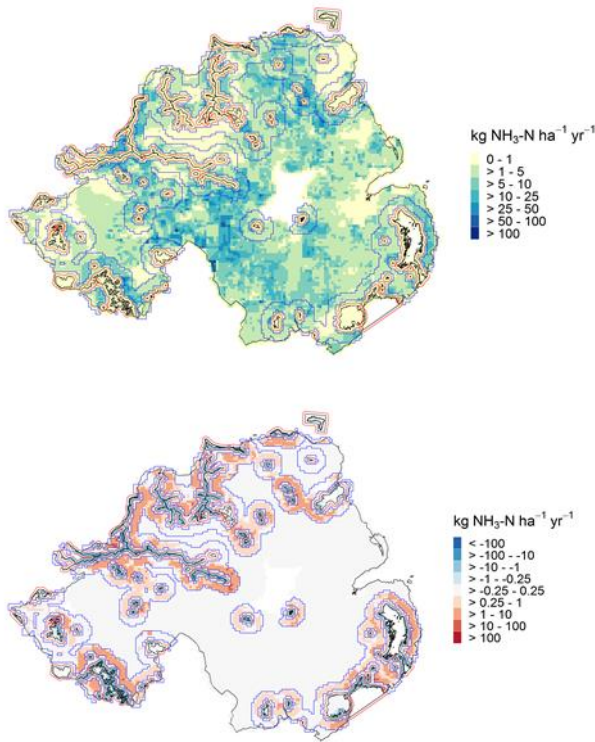 kg NH₃-N ha⁻¹ yr⁻¹
0 - 1
> 1 - 5
> 5 - 10
> 10 - 25
> 25 - 50
> 50 - 100
> 100
kg NH₃-N ha⁻¹ yr⁻¹
< -100
> -100 - -10
> -10 - -1
> -1 - -0.25
> -0.25 - 0.25
> 0.25 - 1
> 1 - 10
> 10 - 100
> 100